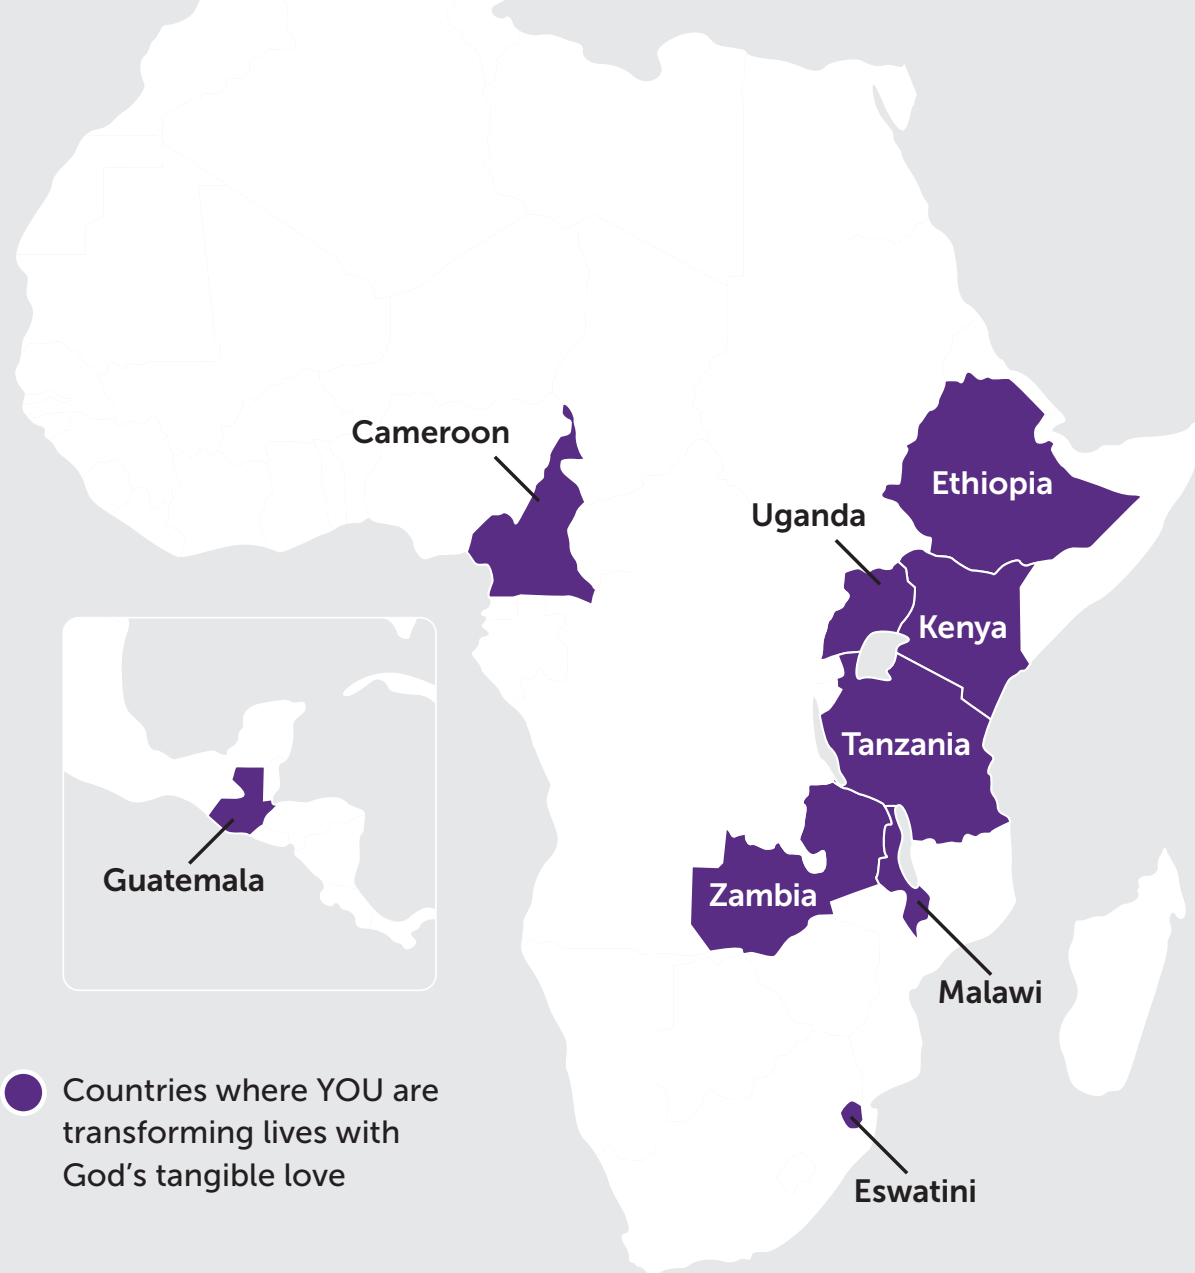 Cameroon
Ethiopia
Uganda
Kenya
Tanzania
Guatemala
Zambia
Malawi
Countries where YOU are
transforming lives with
God’s tangible love
Eswatini